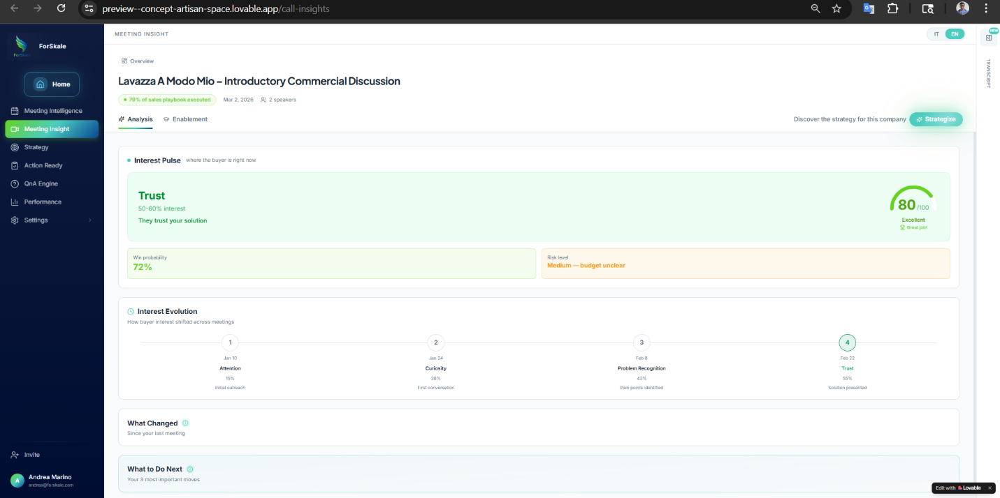 preview--concept-artisan-space.lovable.app/call-insights
ForSkale
ForSkale
Home
Meeting Intelligence
Meeting Insight
Strategy
Action Ready
QnA Engine
Performance
Settings
Invite
A
Andrea Marino
andrea@forskale.com
MEETING INSIGHT
IT EN
NEW
TRANSCRIPT
Overview
Lavazza A Modo Mio – Introductory Commercial Discussion
79% of sales playbook executed Mar 2, 2026 2 speakers
Analysis Enablement
Discover the strategy for this company Strategize
Interest Pulse where the buyer is right now
Trust
50-60% interest
They trust your solution
80 /100
Excellent
Great job!
Win probability
72%
Risk level
Medium — budget unclear
Interest Evolution
How buyer interest shifted across meetings
1 2 3 4
Jan 10 Jan 24 Feb 8 Feb 22
Attention Curiosity Problem Recognition Trust
15% 28% 42% 55%
Initial outreach First conversation Pain points identified Solution presented
What Changed
Since your last meeting
What to Do Next
Your 3 most important moves
Edit with Lovable ×